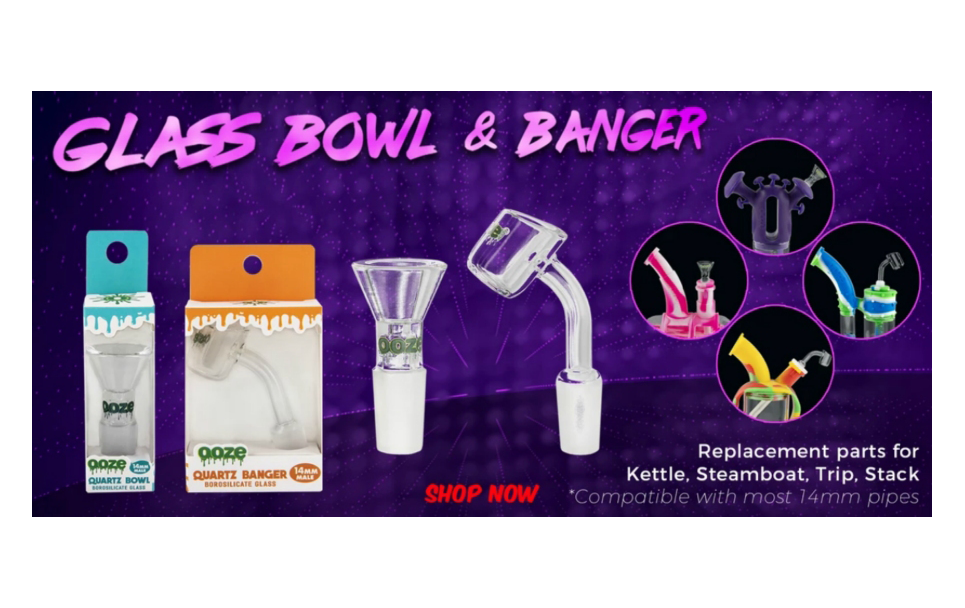 GLASS BOWL & BANGER
OOZE
14MM
MALE
QUARTZ BOWL
BOROSILICATE GLASS
OOZE
14MM
MALE
QUARTZ BANGER
BOROSILICATE GLASS
ooze
SHOP NOW
Replacement parts for
Kettle, Steamboat, Trip, Stack
*Compatible with most 14mm pipes